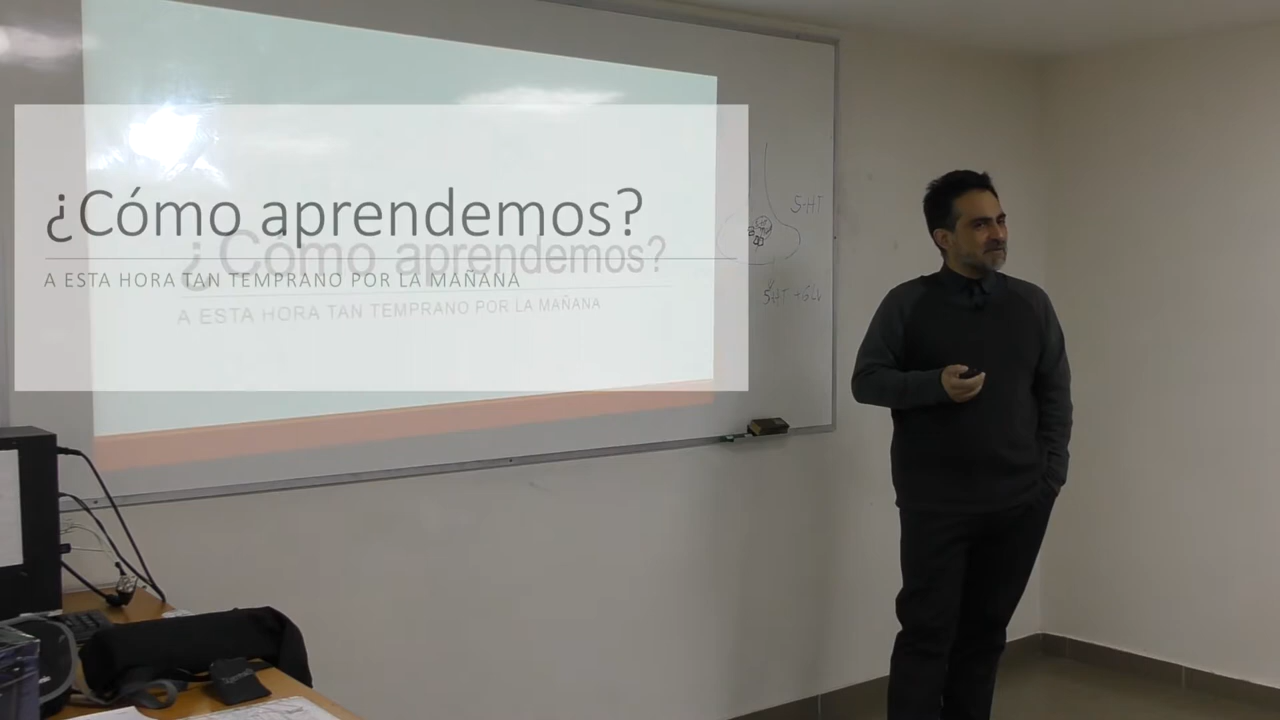 ¿Cómo aprendemos?
A ESTA HORA TAN TEMPRANO POR LA MAÑANA
¿Cómo aprendemos?
A ESTA HORA TAN TEMPRANO POR LA MAÑANA
5-HT
5HT